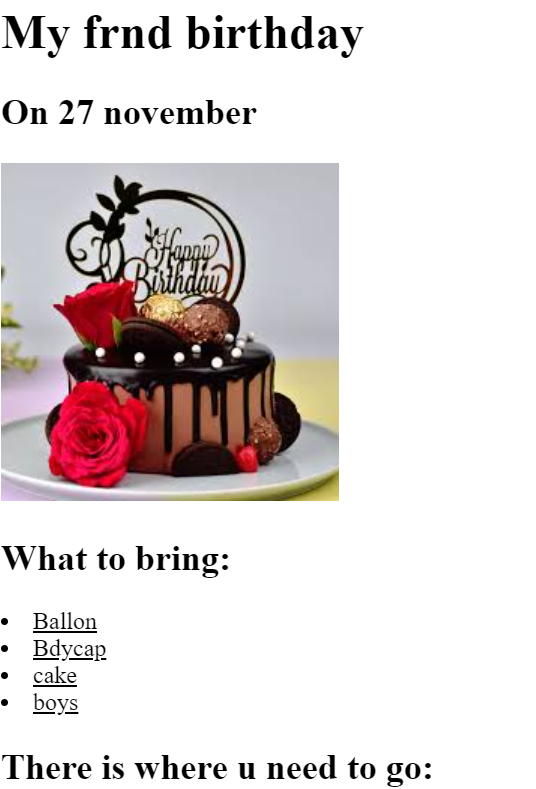 My frnd birthday
On 27 november
Happy
Birthday
What to bring:
Ballon
Bdycap
cake
boys
There is where u need to go: